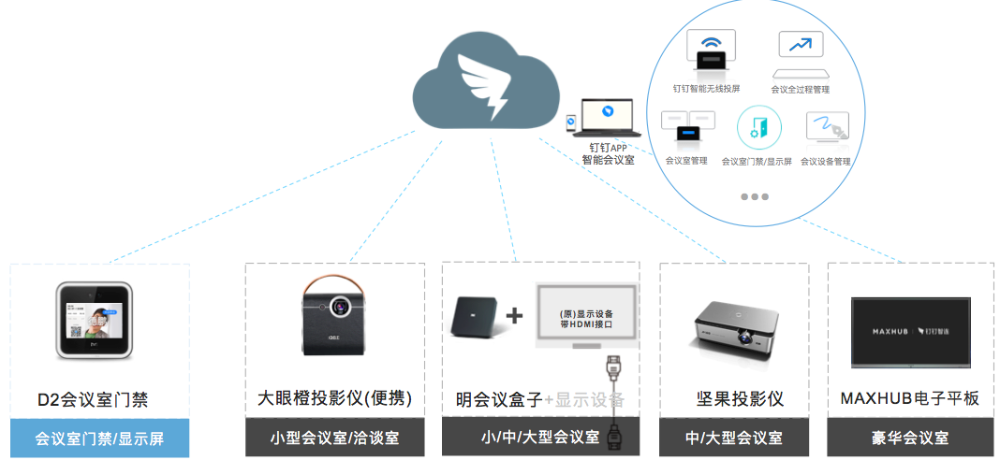 钉钉智能无线投屏
会议全过程管理
会议室管理
会议室门禁/显示屏
会议设备管理
钉钉APP
智能会议室
(原)显示设备
带HDMI接口
MAXHUB
钉钉智连
D2会议室门禁
大眼橙投影仪(便携)
明会议盒子+显示设备
坚果投影仪
MAXHUB电子平板
会议室门禁/显示屏
小型会议室/洽谈室
小/中/大型会议室
中/大型会议室
豪华会议室